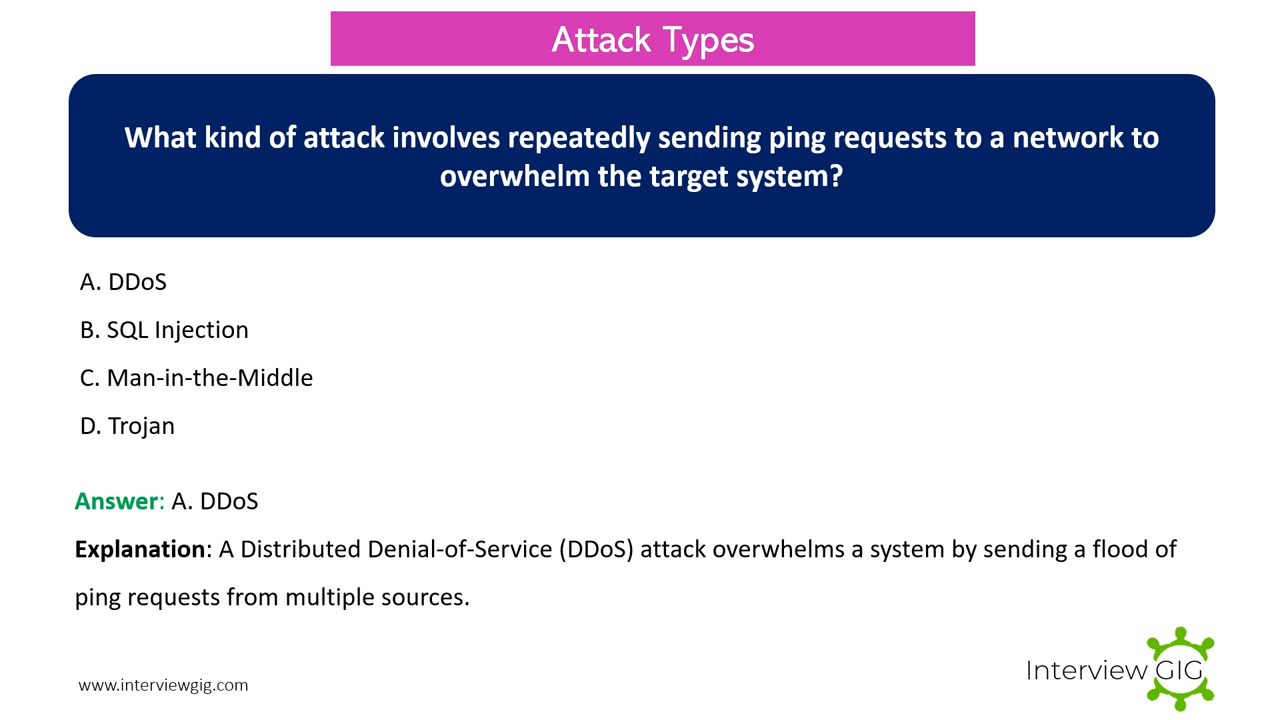 Attack Types
What kind of attack involves repeatedly sending ping requests to a network to
overwhelm the target system?
A. DDoS
B. SQL Injection
C. Man-in-the-Middle
D. Trojan
Answer: A. DDoS
Explanation: A Distributed Denial-of-Service (DDoS) attack overwhelms a system by sending a flood of
ping requests from multiple sources.
www.interviewgig.com
Interview GIG